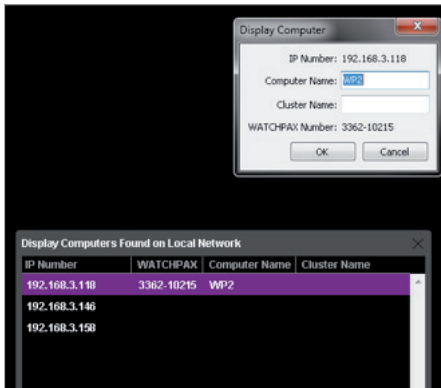 Display Computer
IP Number: 192.168.3.118
Computer Name: WP2
Cluster Name:
WATCHPAX Number: 3362-10215
OK Cancel
Display Computers Found on Local Network
IP Number WATCHPAX Computer Name Cluster Name
192.168.3.118 3362-10215 WP2
192.168.3.146
192.168.3.158